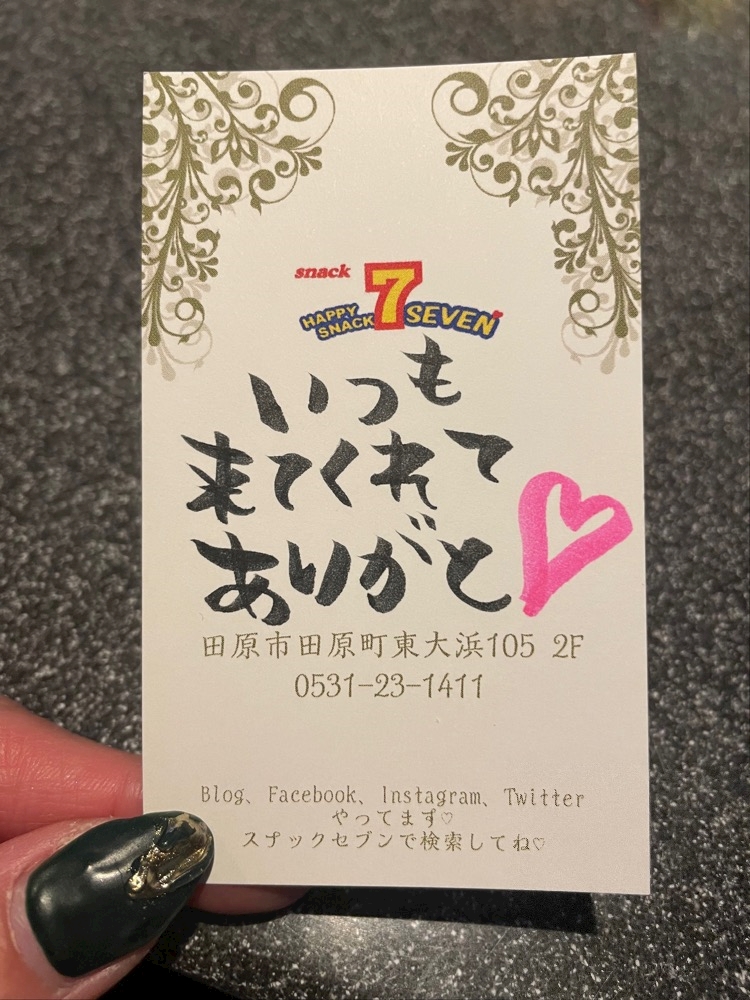 snack
7
HAPPY
SNACK
SEVEN
いつも
来てくれて
ありがと
田原市田原町東大浜105 2F
0531-23-1411
Blog、Facebook、Instagram、Twitter
やってます♡
スナックセブンで検索してね♡